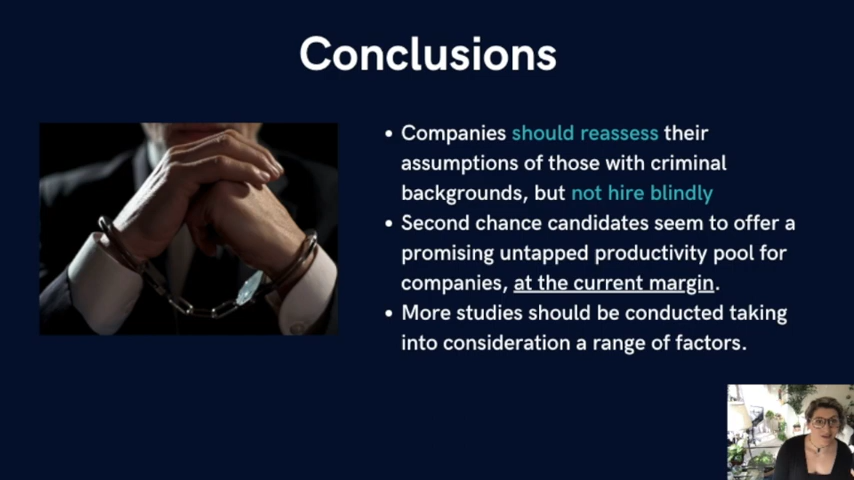 Conclusions
• Companies should reassess their
assumptions of those with criminal
backgrounds, but not hire blindly
• Second chance candidates seem to offer a
promising untapped productivity pool for
companies, at the current margin.
• More studies should be conducted taking
into consideration a range of factors.